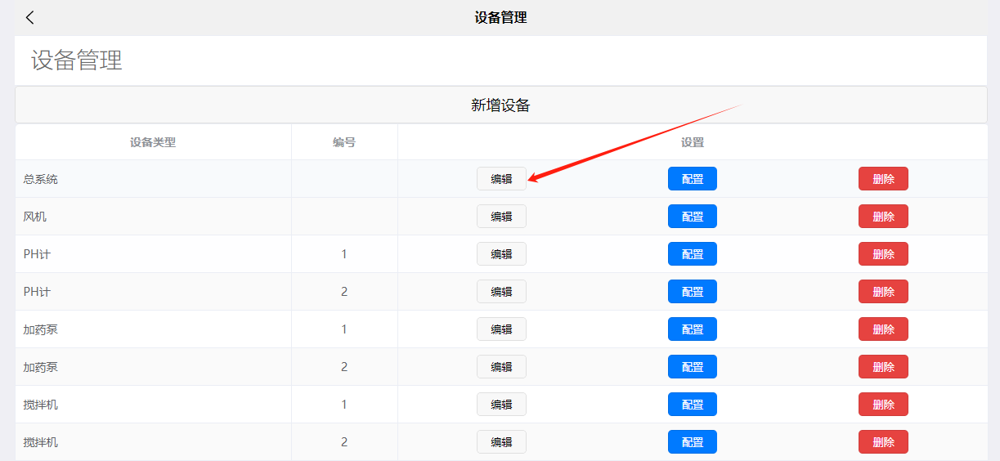 设备管理
设备管理
新增设备
设备类型 编号 设置
总系统 编辑 配置 删除
风机 编辑 配置 删除
PH计 1 编辑 配置 删除
PH计 2 编辑 配置 删除
加药泵 1 编辑 配置 删除
加药泵 2 编辑 配置 删除
搅拌机 1 编辑 配置 删除
搅拌机 2 编辑 配置 删除